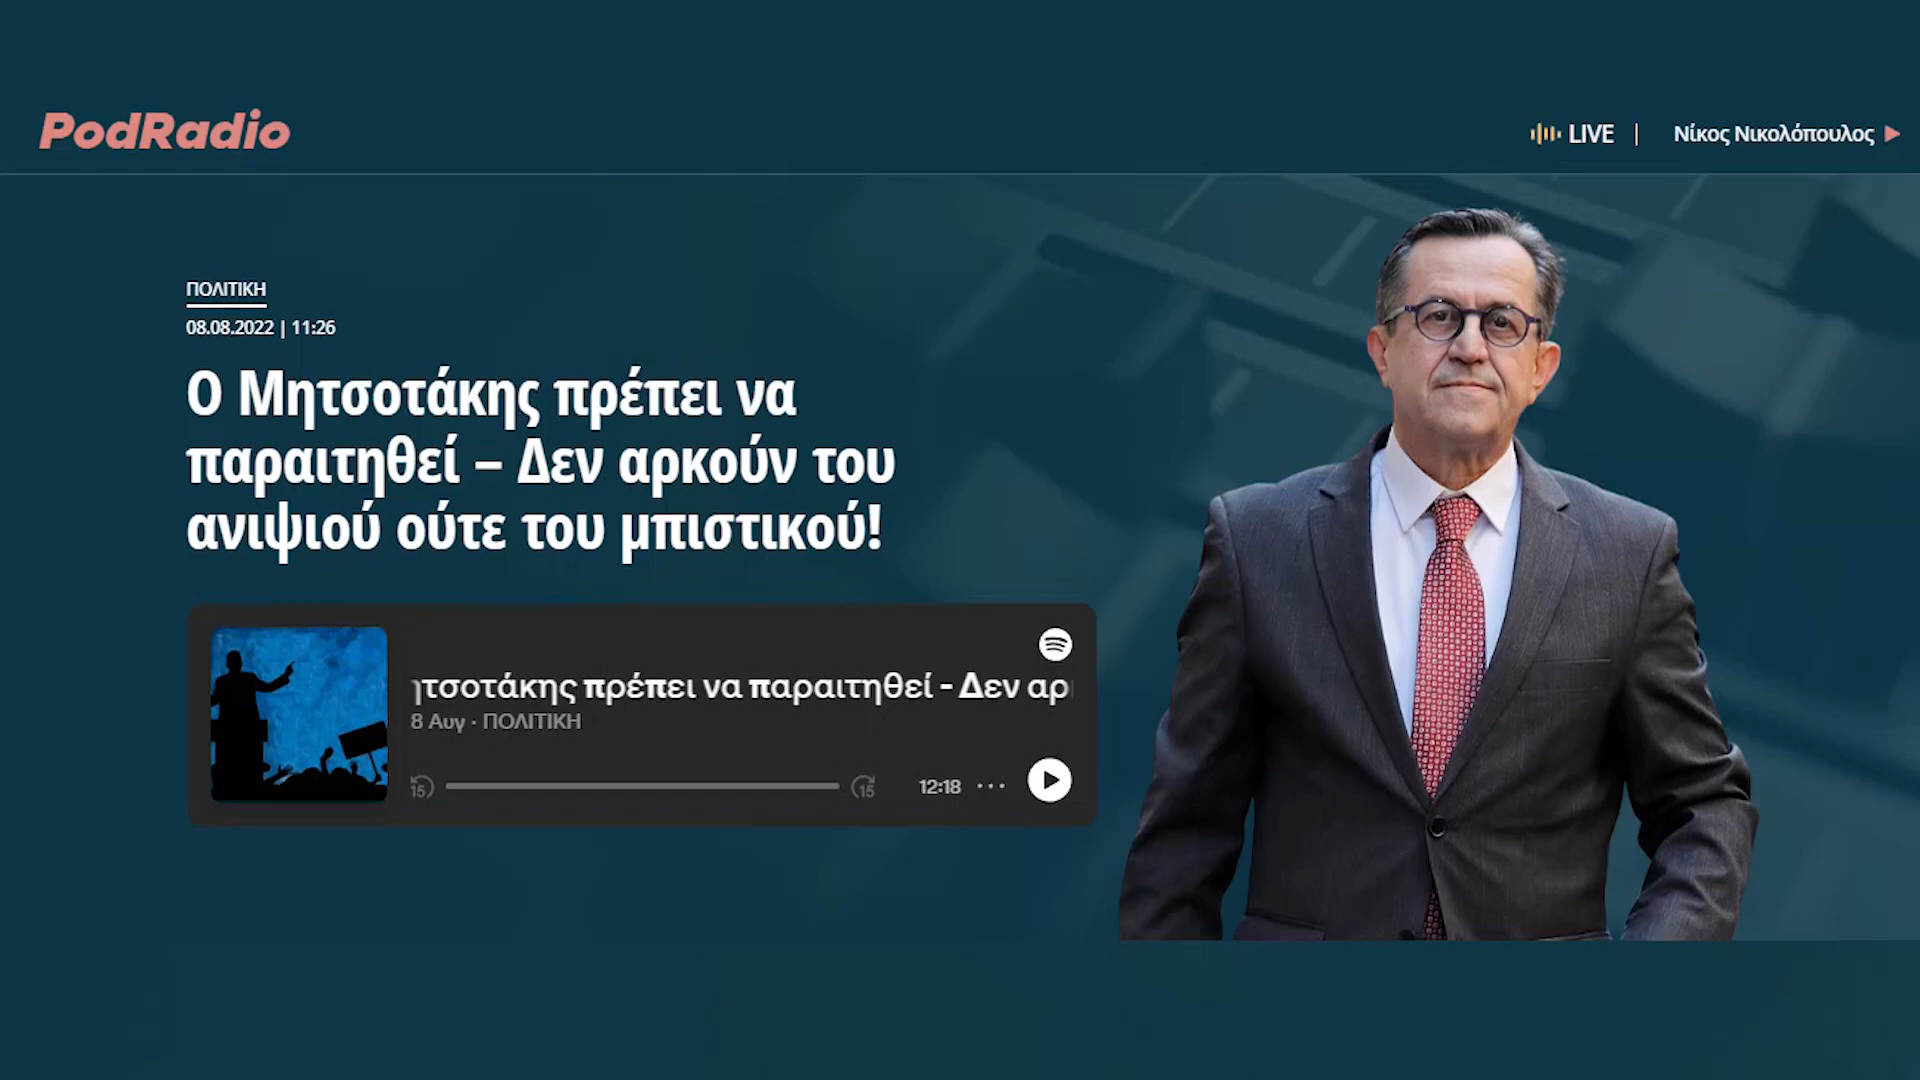 PodRadio
LIVE | Νίκος Νικολόπουλος
ΠΟΛΙΤΙΚΗ
08.08.2022 | 11:26
Ο Μητσοτάκης πρέπει να
παραιτηθεί – Δεν αρκούν του
ανιψιού ούτε του μπιστικού!
ητσοτάκης πρέπει να παραιτηθεί - Δεν αρ
8 Αυγ · ΠΟΛΙΤΙΚΗ
15
15
12:18